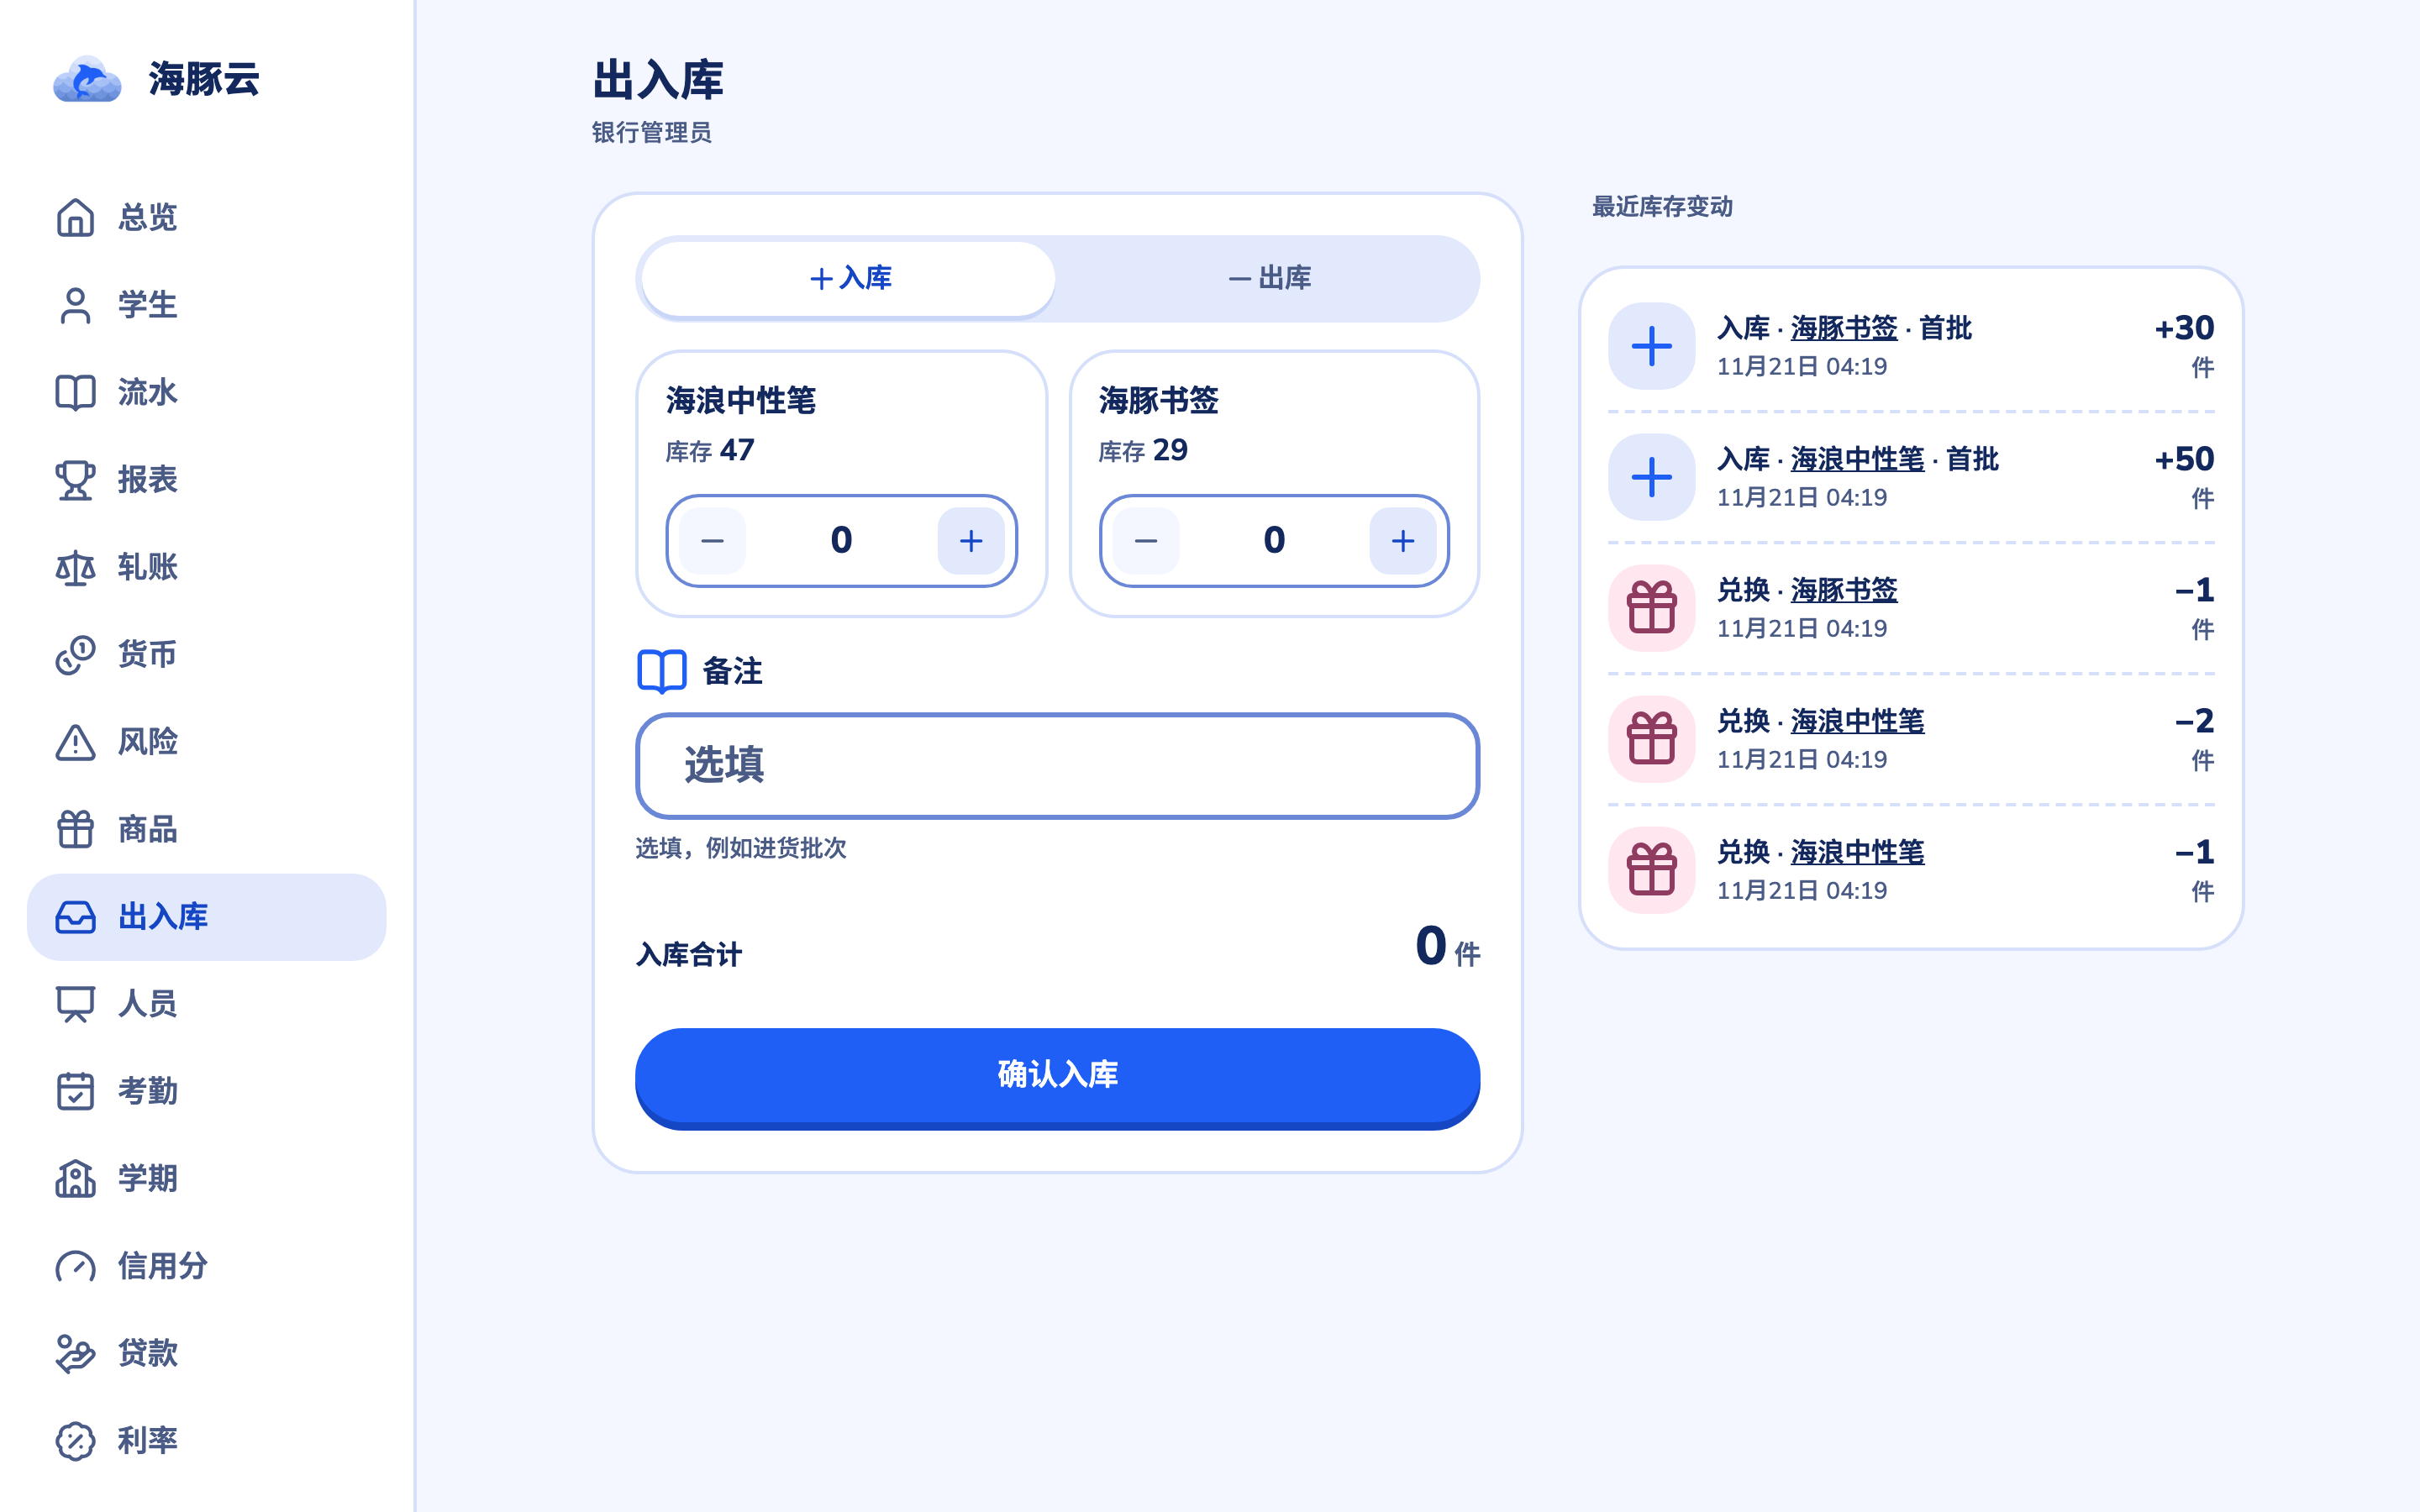 海豚云
总览
学生
流水
报表
轧账
货币
风险
商品
出入库
人员
考勤
学期
信用分
贷款
利率
出入库
银行管理员
入库
出库
海浪中性笔
库存 47
0
海豚书签
库存 29
0
备注
选填
选填，例如进货批次
入库合计
0 件
确认入库
最近库存变动
入库 · 海豚书签 · 首批
11月21日 04:19
+30
件
入库 · 海浪中性笔 · 首批
11月21日 04:19
+50
件
兑换 · 海豚书签
11月21日 04:19
−1
件
兑换 · 海浪中性笔
11月21日 04:19
−2
件
兑换 · 海浪中性笔
11月21日 04:19
−1
件